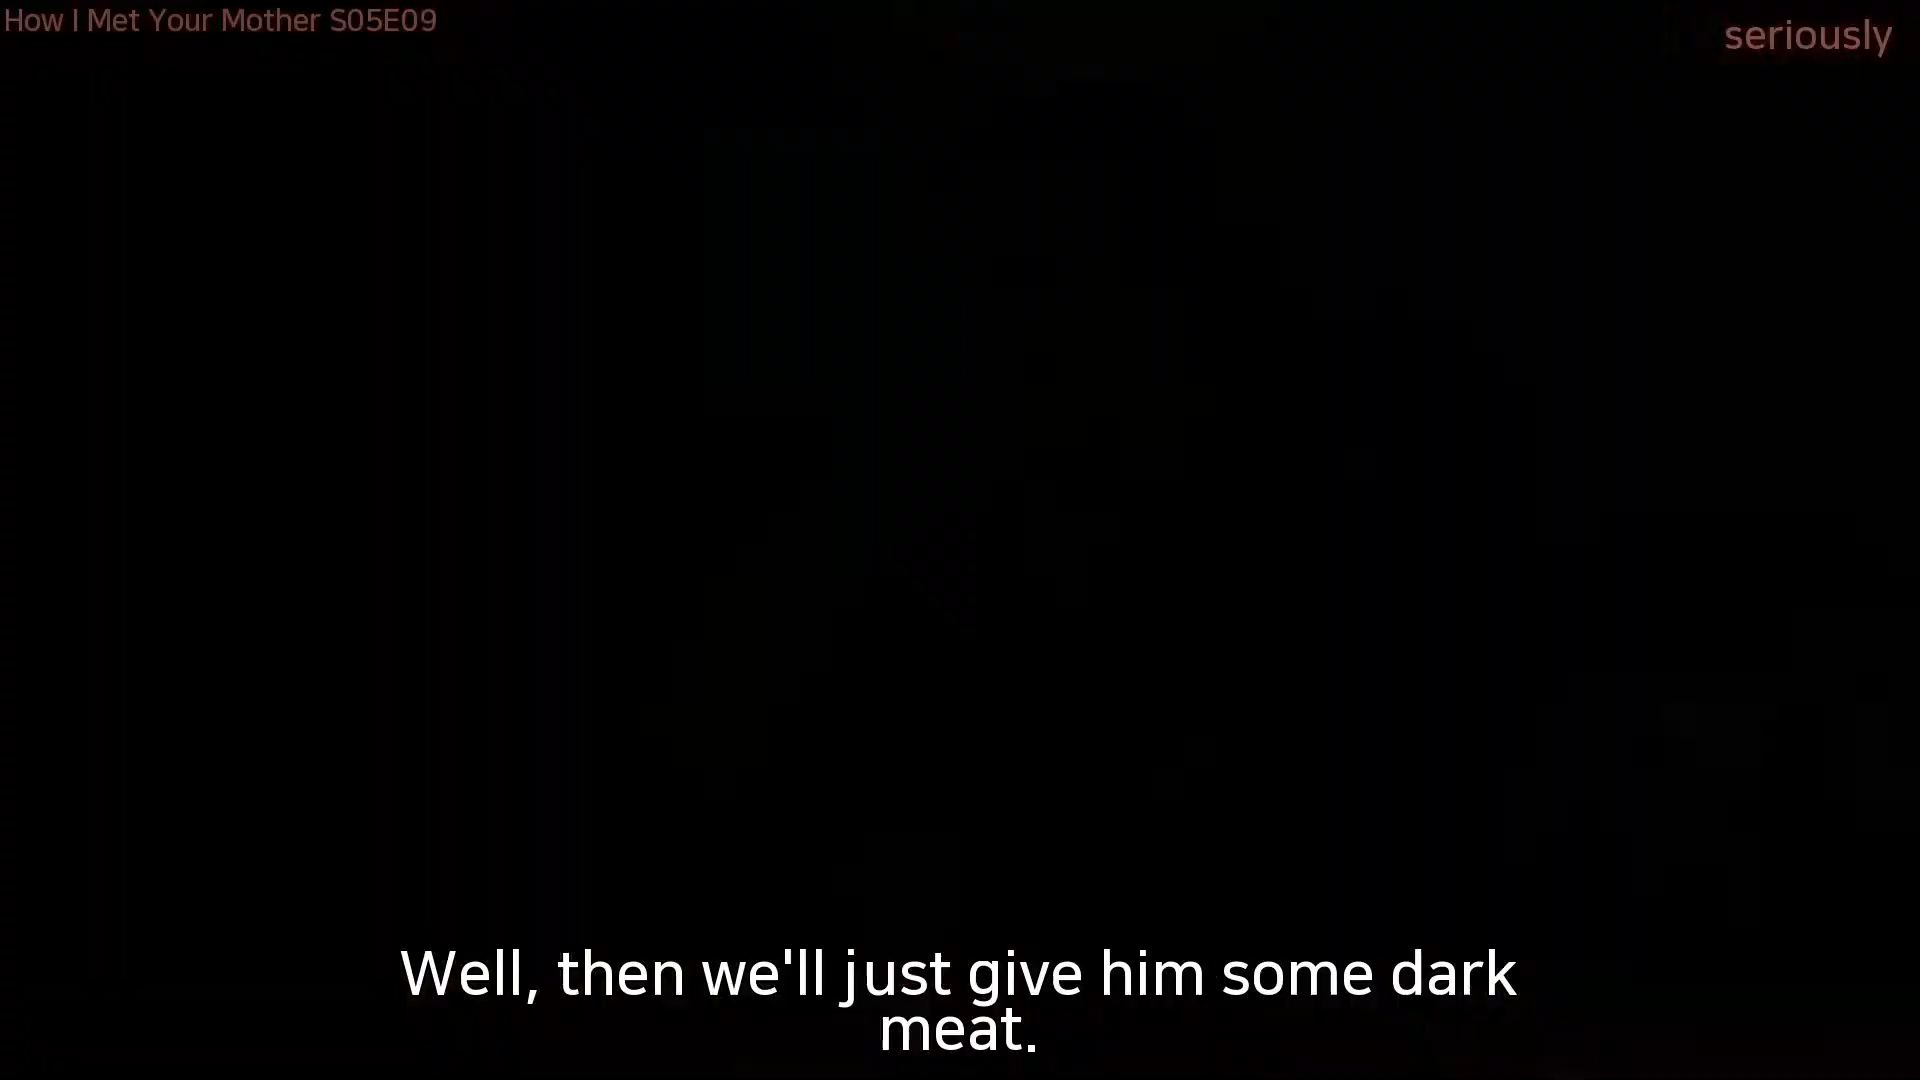 How I Met Your Mother S05E09
seriously
Well, then we'll just give him some dark
meat.